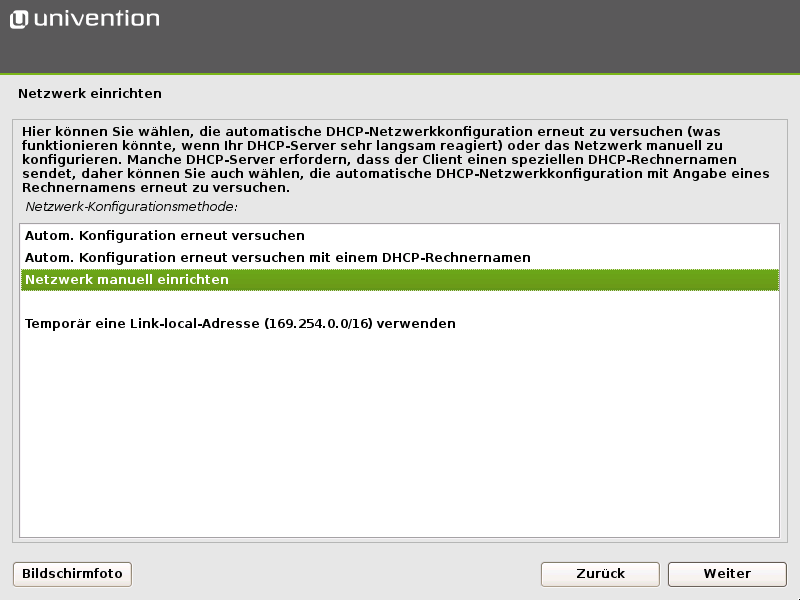 univention
Netzwerk einrichten
Hier können Sie wählen, die automatische DHCP-Netzwerkkonfiguration erneut zu versuchen (was
funktionieren könnte, wenn Ihr DHCP-Server sehr langsam reagiert) oder das Netzwerk manuell zu
konfigurieren. Manche DHCP-Server erfordern, dass der Client einen speziellen DHCP-Rechnernamen
sendet, daher können Sie auch wählen, die automatische DHCP-Netzwerkkonfiguration mit Angabe eines
Rechnernamens erneut zu versuchen.
Netzwerk-Konfigurationsmethode:
Autom. Konfiguration erneut versuchen
Autom. Konfiguration erneut versuchen mit einem DHCP-Rechnernamen
Netzwerk manuell einrichten
Temporär eine Link-local-Adresse (169.254.0.0/16) verwenden
Bildschirmfoto
Zurück
Weiter